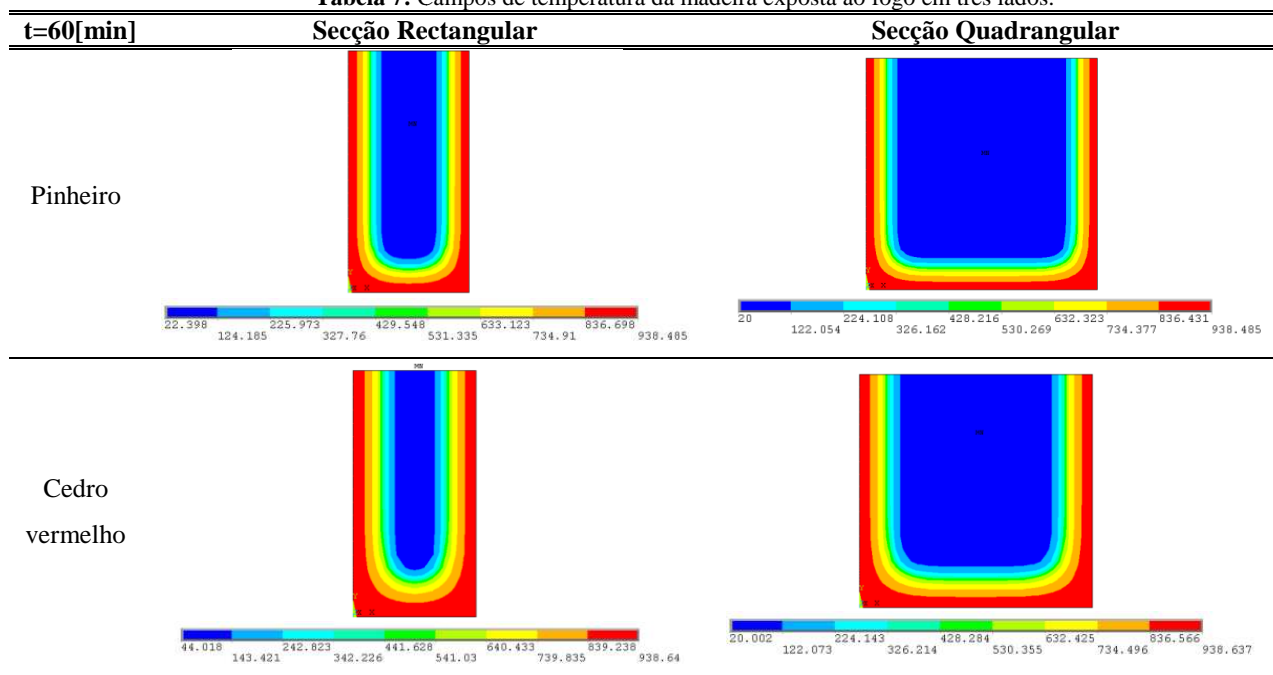 Tabela 7: Campos de temperatura da madeira exposta ao fogo em três lados.
t=60[min] Secção Rectangular Secção Quadrangular
Pinheiro
MN
MN
Y
Z X
Y
Z X
22.398 225.973 429.548 633.123 836.698
124.185 327.76 531.335 734.91 938.485
20 224.108 428.216 632.323 836.431
122.054 326.162 530.269 734.377 938.485
Cedro
vermelho
MN
MN
Y
Z X
Y
Z X
44.018 242.823 441.628 640.433 839.238
143.421 342.226 541.03 739.835 938.64
20.002 224.143 428.284 632.425 836.566
122.073 326.214 530.355 734.496 938.637